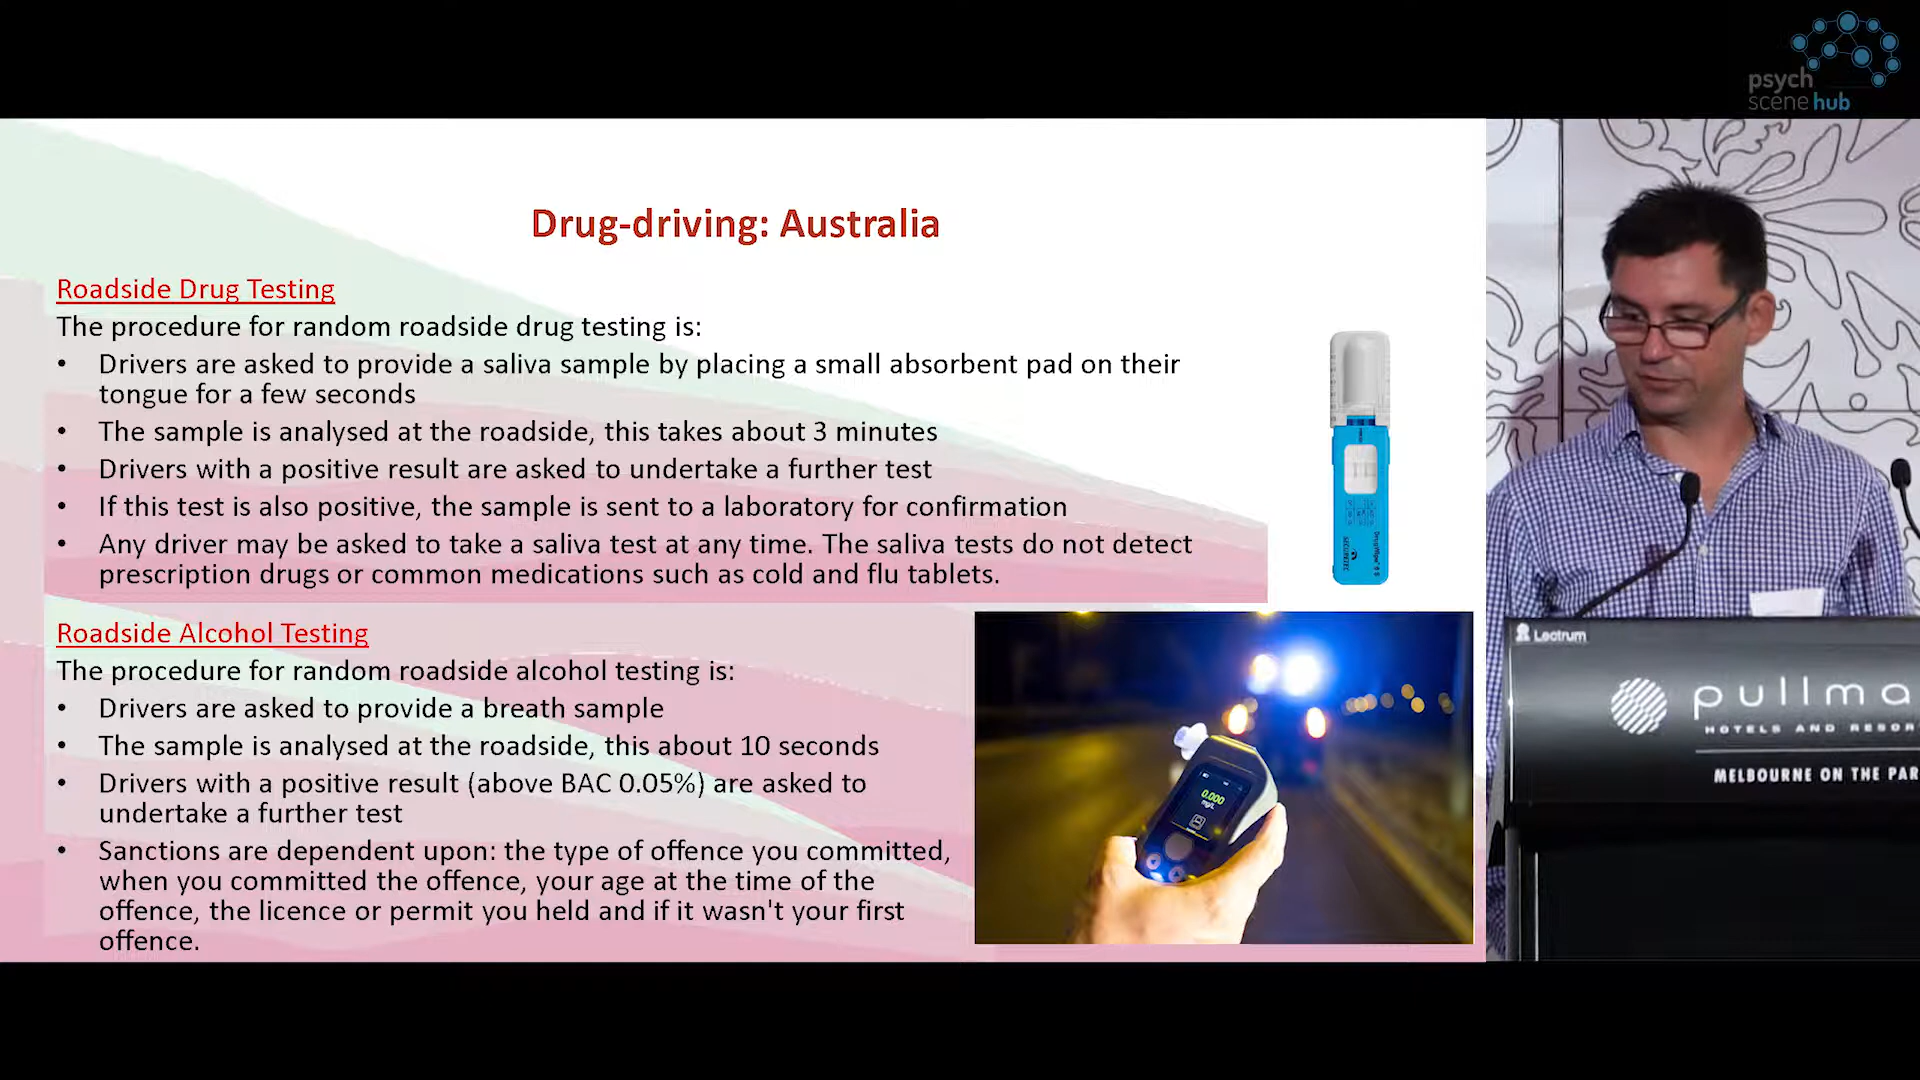 psych
scene hub
Drug-driving: Australia
Roadside Drug Testing
The procedure for random roadside drug testing is:
• Drivers are asked to provide a saliva sample by placing a small absorbent pad on their
tongue for a few seconds
• The sample is analysed at the roadside, this takes about 3 minutes
• Drivers with a positive result are asked to undertake a further test
• If this test is also positive, the sample is sent to a laboratory for confirmation
• Any driver may be asked to take a saliva test at any time. The saliva tests do not detect
prescription drugs or common medications such as cold and flu tablets.
Roadside Alcohol Testing
The procedure for random roadside alcohol testing is:
• Drivers are asked to provide a breath sample
• The sample is analysed at the roadside, this about 10 seconds
• Drivers with a positive result (above BAC 0.05%) are asked to
undertake a further test
• Sanctions are dependent upon: the type of offence you committed,
when you committed the offence, your age at the time of the
offence, the licence or permit you held and if it wasn't your first
offence.
0.000
mg/L
Lectrum
pullma
HOTELS AND RESOR
MELBOURNE ON THE PAR